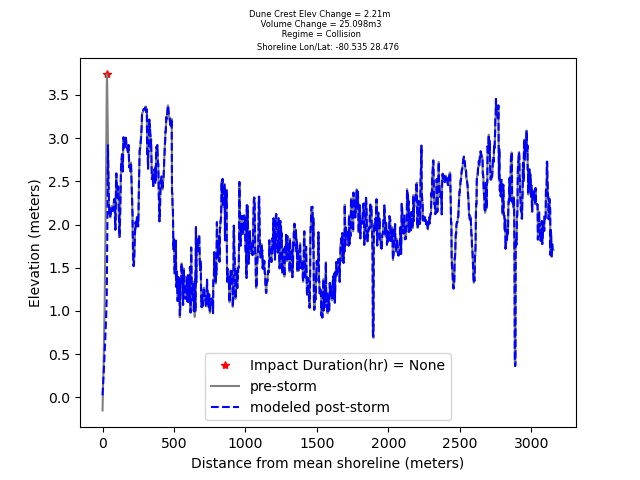 Dune Crest Elev Change = 2.21m
Volume Change = 25.098m3
Regime = Collision
Shoreline Lon/Lat: -80.535 28.476
Elevation (meters)
3.5
3.0
2.5
2.0
1.5
1.0
0.5
0.0
Impact Duration(hr) = None
pre-storm
modeled post-storm
0 500 1000 1500 2000 2500 3000
Distance from mean shoreline (meters)